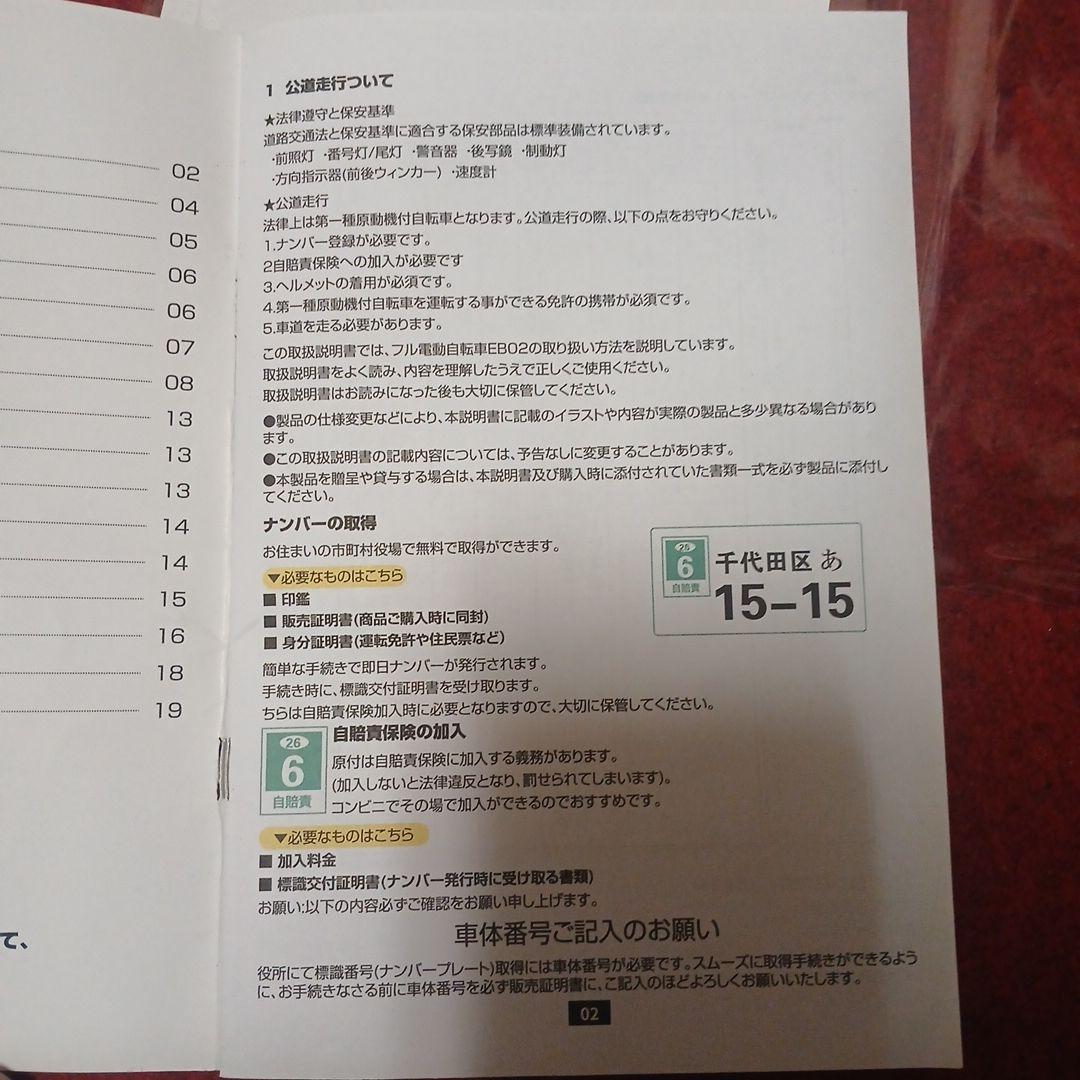 02
04
05
06
06
07
08
13
13
13
14
14
15
16
18
19
て、
1 公道走行ついて
★法律遵守と保安基準
道路交通法と保安基準に適合する保安部品は標準装備されています。
・前照灯 ・番号灯/尾灯 ・警音器 ・後写鏡 ・制動灯
・方向指示器(前後ウィンカー) ・速度計
★公道走行
法律上は第一種原動機付自転車となります。公道走行の際、以下の点をお守りください。
1.ナンバー登録が必要です。
2自賠責保険への加入が必要です
3.ヘルメットの着用が必須です。
4.第一種原動機付自転車を運転する事ができる免許の携帯が必須です。
5.車道を走る必要があります。
この取扱説明書では、フル電動自転車EB02の取り扱い方法を説明しています。
取扱説明書をよく読み、内容を理解したうえで正しくご使用ください。
取扱説明書はお読みになった後も大切に保管してください。
●製品の仕様変更などにより、本説明書に記載のイラストや内容が実際の製品と多少異なる場合があり
ます。
●この取扱説明書の記載内容については、予告なしに変更することがあります。
●本製品を贈呈や貸与する場合は、本説明書及び購入時に添付されていた書類一式を必ず製品に添付し
てください。
ナンバーの取得
お住まいの市町村役場で無料で取得ができます。
▼必要なものはこちら
■ 印鑑
■ 販売証明書(商品ご購入時に同封)
■ 身分証明書(運転免許や住民票など)
26
6
自賠責
千代田区 あ
15-15
簡単な手続きで即日ナンバーが発行されます。
手続き時に、標識交付証明書を受け取ります。
ちらは自賠責保険加入時に必要となりますので、大切に保管してください。
26
6
自賠責
自賠責保険の加入
原付は自賠責保険に加入する義務があります。
(加入しないと法律違反となり、罰せられてしまいます)。
コンビニでその場で加入ができるのでおすすめです。
▼必要なものはこちら
■ 加入料金
■ 標識交付証明書(ナンバー発行時に受け取る書類)
お願い:以下の内容必ずご確認をお願い申し上げます。
車体番号ご記入のお願い
役所にて標識番号(ナンバープレート)取得には車体番号が必要です。スムーズに取得手続きができるよう
に、お手続きなさる前に車体番号を必ず販売証明書に、ご記入のほどよろしくお願いいたします。
02